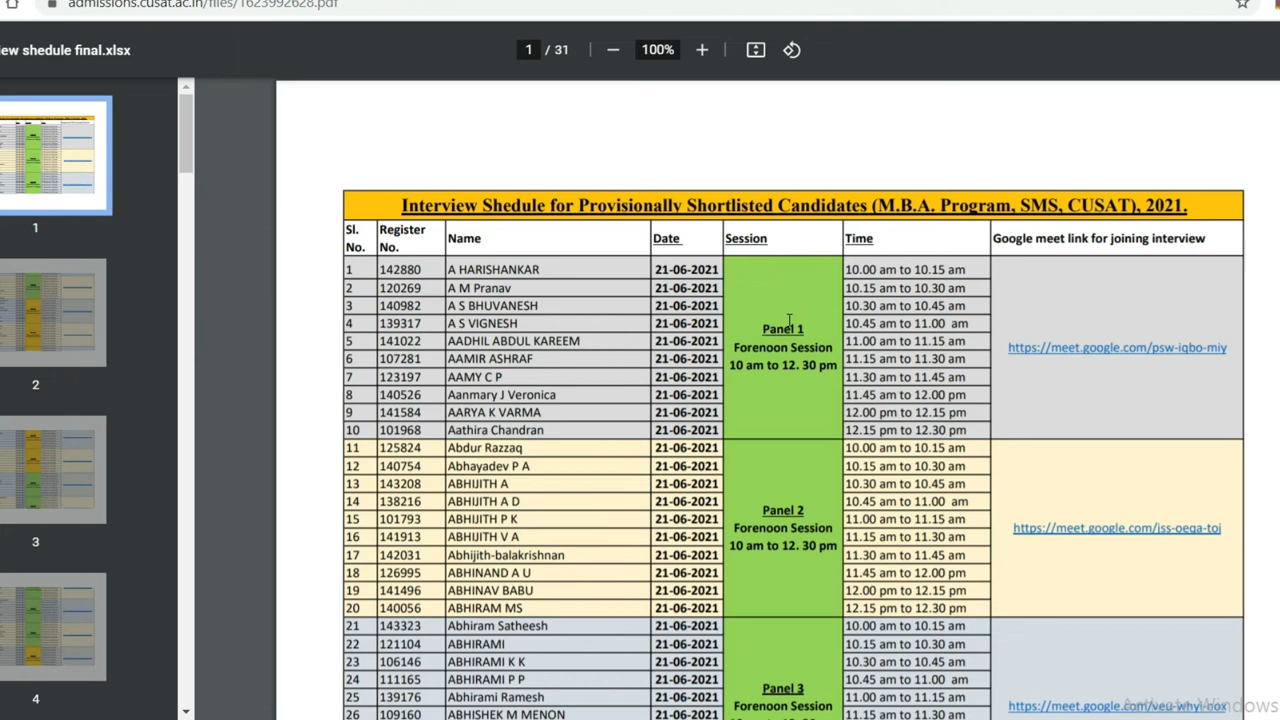 admissions.cusat.ac.in/files/1623992628.pdf
ew shedule final.xlsx
1 / 31
100%
1
2
3
4
Interview Shedule for Provisionally Shortlisted Candidates (M.B.A. Program, SMS, CUSAT), 2021.
Sl. No. Register No. Name Date Session Time Google meet link for joining interview
1 142880 A HARISHANKAR 21-06-2021 10.00 am to 10.15 am
2 120269 A M Pranav 21-06-2021 10.15 am to 10.30 am
3 140982 A S BHUVANESH 21-06-2021 10.30 am to 10.45 am
4 139317 A S VIGNESH 21-06-2021 10.45 am to 11.00 am
5 141022 AADHIL ABDUL KAREEM 21-06-2021 11.00 am to 11.15 am
6 107281 AAMIR ASHRAF 21-06-2021 11.15 am to 11.30 am
7 123197 AAMY C P 21-06-2021 11.30 am to 11.45 am
8 140526 Aanmary J Veronica 21-06-2021 11.45 am to 12.00 pm
9 141584 AARYA K VARMA 21-06-2021 12.00 pm to 12.15 pm
10 101968 Aathira Chandran 21-06-2021 12.15 pm to 12.30 pm
Panel 1
Forenoon Session
10 am to 12. 30 pm
https://meet.google.com/psw-iqbo-miy
11 125824 Abdur Razzaq 21-06-2021 10.00 am to 10.15 am
12 140754 Abhayadev P A 21-06-2021 10.15 am to 10.30 am
13 143208 ABHIJITH A 21-06-2021 10.30 am to 10.45 am
14 138216 ABHIJITH A D 21-06-2021 10.45 am to 11.00 am
15 101793 ABHIJITH P K 21-06-2021 11.00 am to 11.15 am
16 141913 ABHIJITH V A 21-06-2021 11.15 am to 11.30 am
17 142031 Abhijith-balakrishnan 21-06-2021 11.30 am to 11.45 am
18 126995 ABHINAND A U 21-06-2021 11.45 am to 12.00 pm
19 141496 ABHINAV BABU 21-06-2021 12.00 pm to 12.15 pm
20 140056 ABHIRAM MS 21-06-2021 12.15 pm to 12.30 pm
Panel 2
Forenoon Session
10 am to 12. 30 pm
https://meet.google.com/jss-oeqa-toj
21 143323 Abhiram Satheesh 21-06-2021 10.00 am to 10.15 am
22 121104 ABHIRAMI 21-06-2021 10.15 am to 10.30 am
23 106146 ABHIRAMI K K 21-06-2021 10.30 am to 10.45 am
24 111165 ABHIRAMI P P 21-06-2021 10.45 am to 11.00 am
25 139176 Abhirami Ramesh 21-06-2021 11.00 am to 11.15 am
26 109160 ABHISHEK M MENON 21-06-2021 11.15 am to 11.30 am
Panel 3
Forenoon Session
Activate Windows